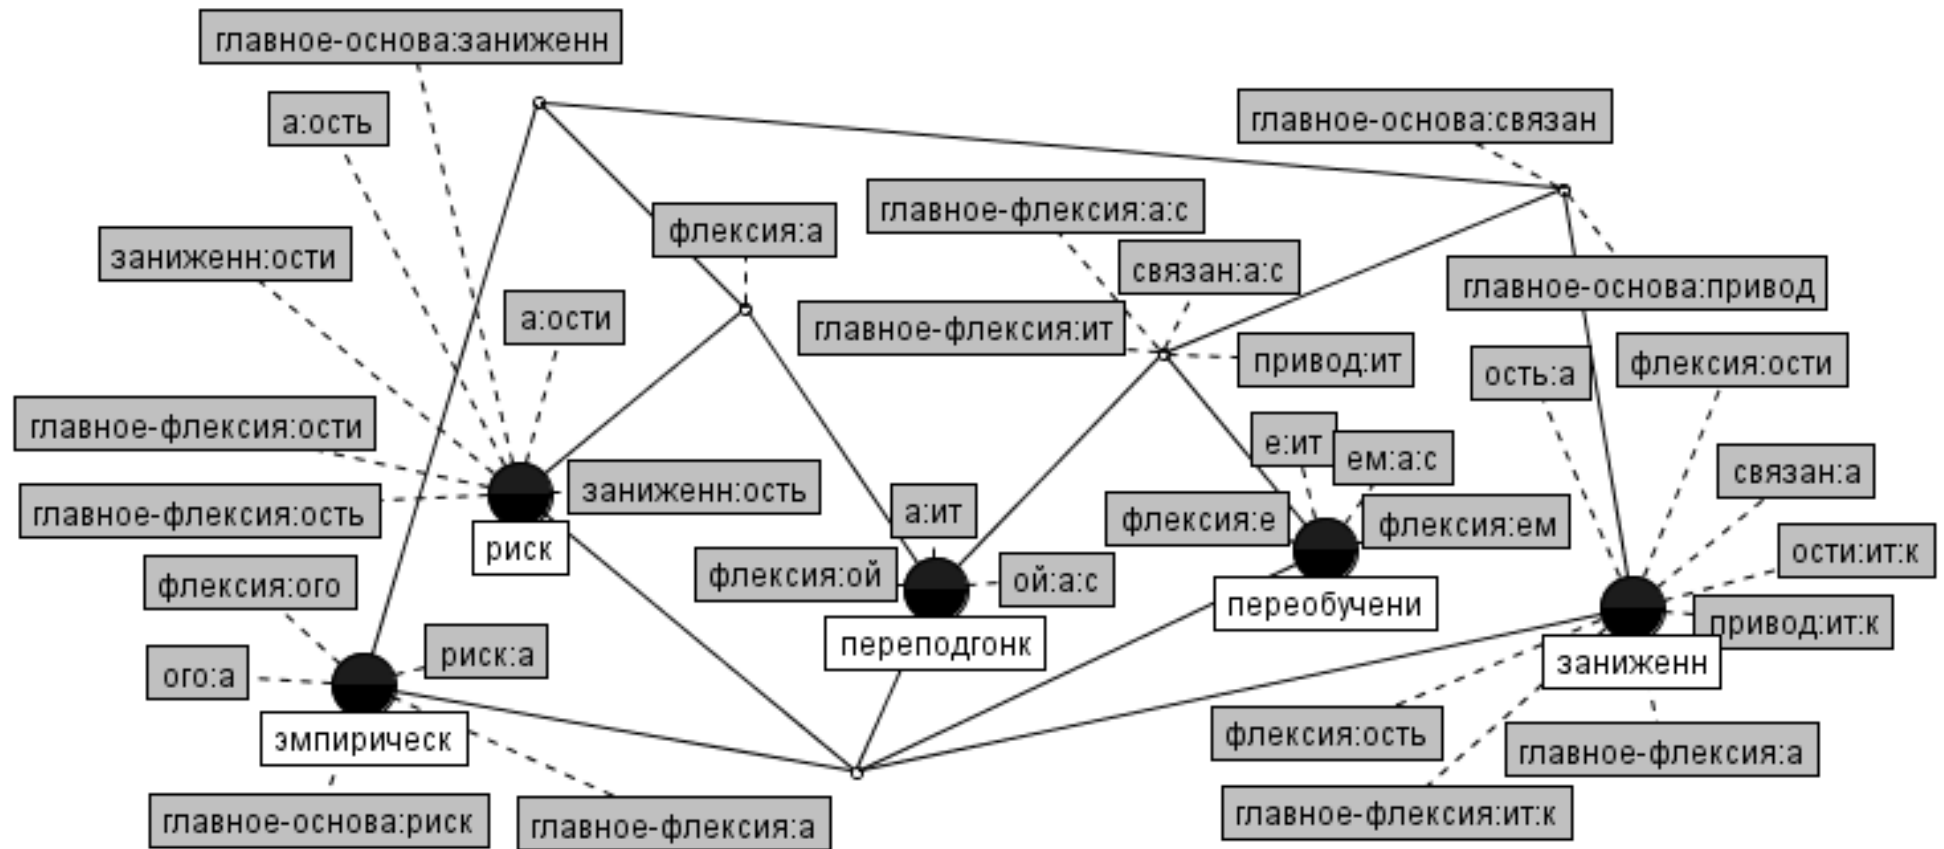 главное-основа:заниженн
а:ость
главное-основа:связан
флексия:а
главное-флексия:а:с
связан:а:с
заниженн:ости
а:ости
главное-флексия:ит
главное-основа:привод
привод:ит
ость:а
флексия:ости
главное-флексия:ости
е:ит
ем:а:с
связан:а
главное-флексия:ость
заниженн:ость
а:ит
флексия:е
флексия:ем
риск
ости:ит:к
флексия:ого
флексия:ой
ой:а:с
переобучени
привод:ит:к
переподгонк
риск:а
ого:а
заниженн
эмпирическ
флексия:ость
главное-флексия:а
главное-основа:риск
главное-флексия:а
главное-флексия:ит:к